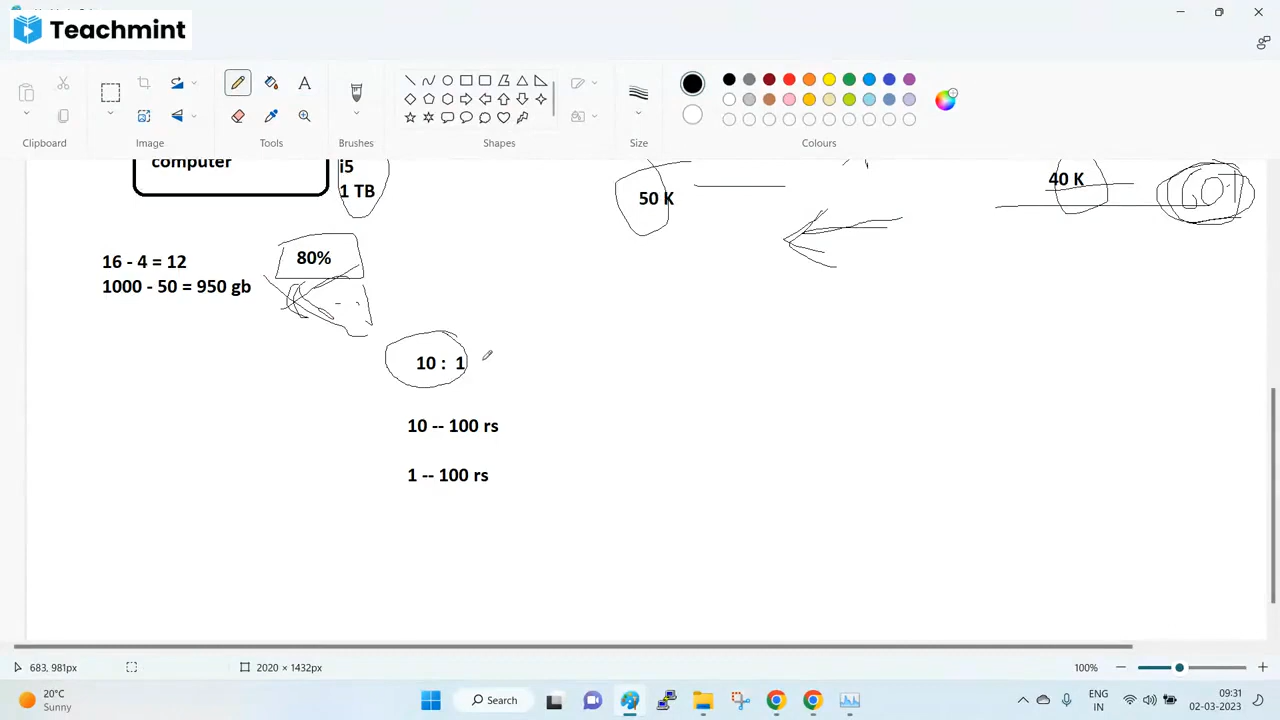 Teachmint
Clipboard
Image
Tools
Brushes
Shapes
Size
Colours
computer
i5
1 TB
50 K
40 K
16 - 4 = 12
1000 - 50 = 950 gb
80%
10 : 1
10 -- 100 rs
1 -- 100 rs
683, 981px
2020 × 1432px
100%
20°C
Sunny
Search
ENG
IN
09:31
02-03-2023